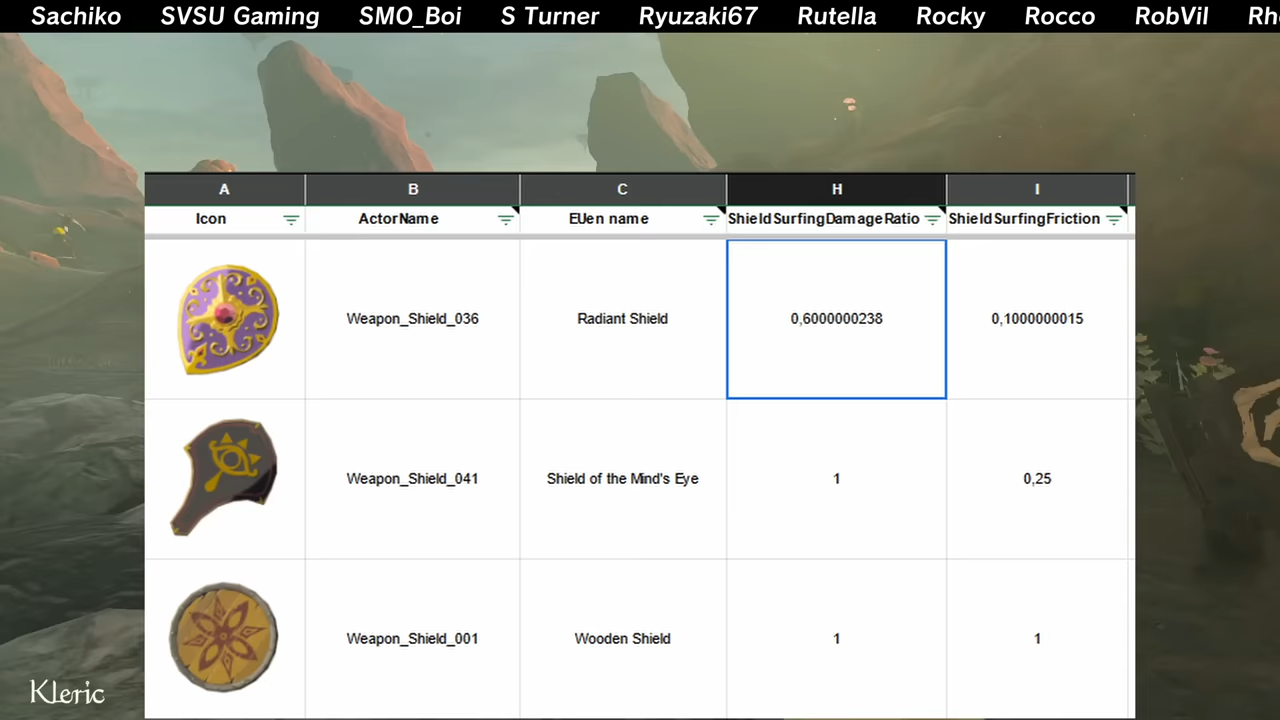 Sachiko SVSU Gaming SMO_Boi S Turner Ryuzaki67 Rutella Rocky Rocco RobVil
A B C H I
Icon ActorName EUen name ShieldSurfingDamageRatio ShieldSurfingFriction
Weapon_Shield_036 Radiant Shield 0,6000000238 0,1000000015
Weapon_Shield_041 Shield of the Mind's Eye 1 0,25
Weapon_Shield_001 Wooden Shield 1 1
Kleric